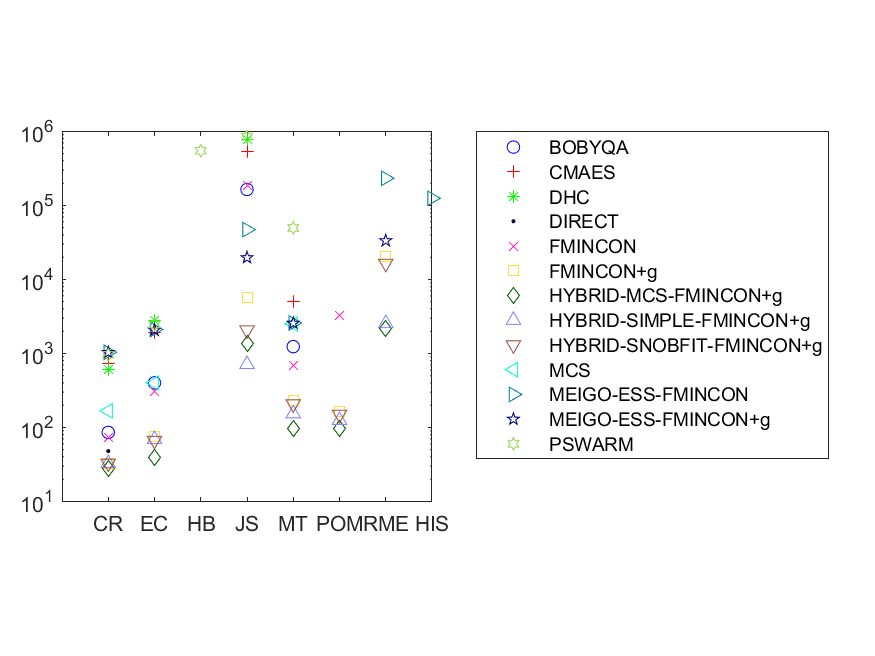 10^6
10^5
10^4
10^3
10^2
10^1
CR EC HB JS MT POM RME HIS
BOBYQA
CMAES
DHC
DIRECT
FMINCON
FMINCON+g
HYBRID-MCS-FMINCON+g
HYBRID-SIMPLE-FMINCON+g
HYBRID-SNOBFIT-FMINCON+g
MCS
MEIGO-ESS-FMINCON
MEIGO-ESS-FMINCON+g
PSWARM